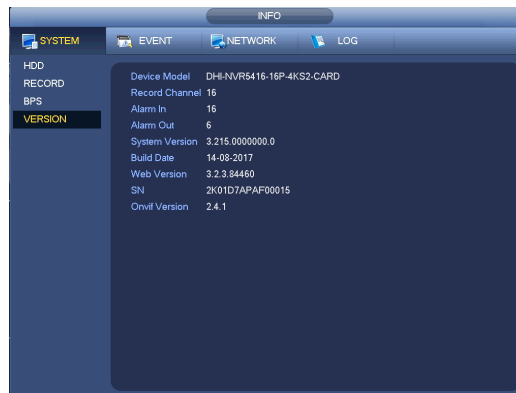 INFO
SYSTEM EVENT NETWORK LOG
HDD
RECORD
BPS
VERSION
Device Model DHI-NVR5416-16P-4KS2-CARD
Record Channel 16
Alarm In 16
Alarm Out 6
System Version 3.215.0000000.0
Build Date 14-08-2017
Web Version 3.2.3.84460
SN 2K01D7APAF00015
Onvif Version 2.4.1